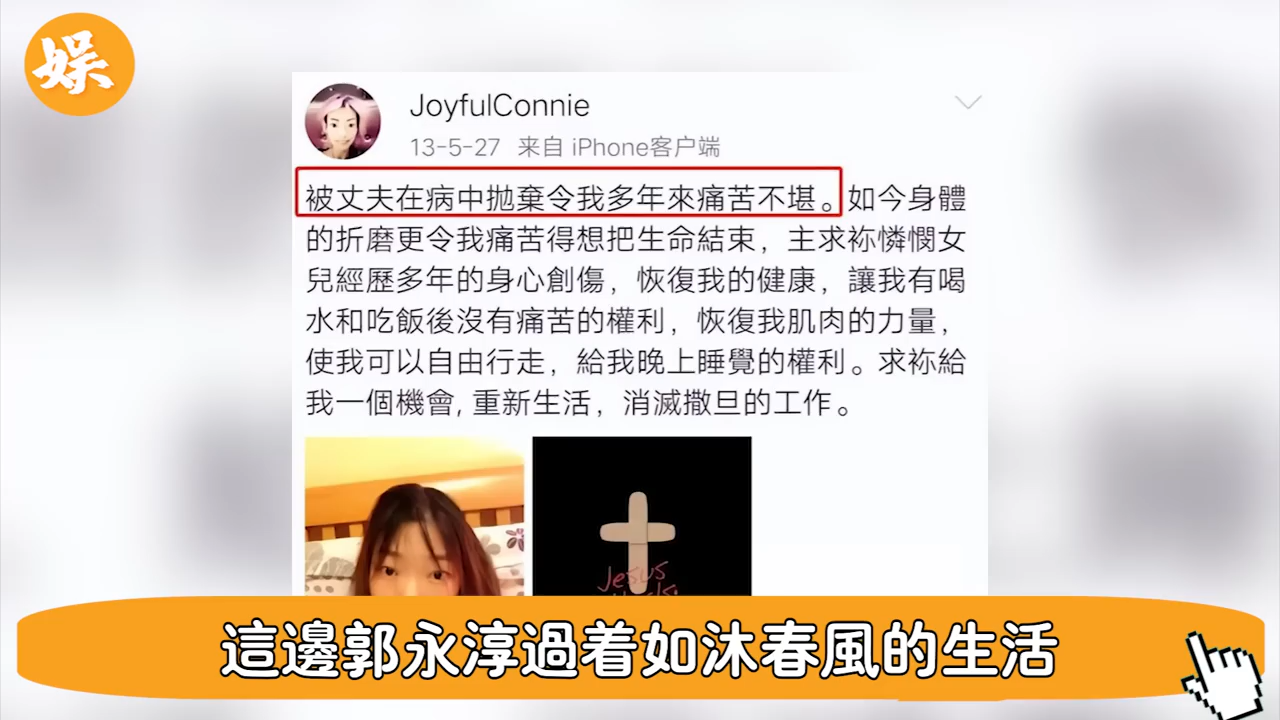 娱
JoyfulConnie
13-5-27 来自 iPhone客户端
被丈夫在病中拋棄令我多年來痛苦不堪。如今身體
的折磨更令我痛苦得想把生命結束，主求袮憐憫女
兒經歷多年的身心創傷，恢復我的健康，讓我有喝
水和吃飯後沒有痛苦的權利，恢復我肌肉的力量，
使我可以自由行走，給我晚上睡覺的權利。求袮給
我一個機會, 重新生活，消滅撒旦的工作。
Jesus
這邊郭永淳過着如沐春風的生活